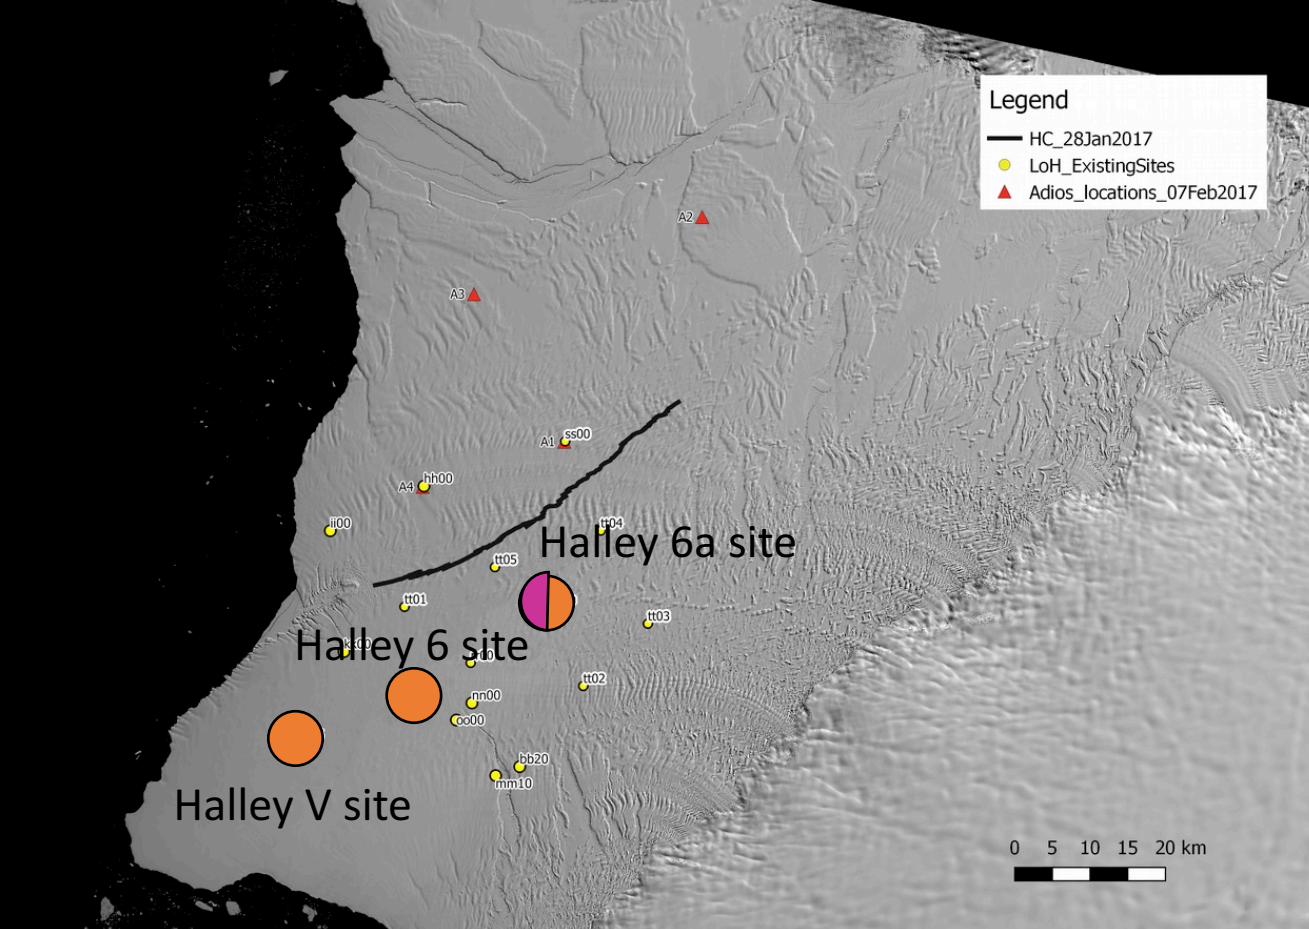 Legend
HC_28Jan2017
LoH_ExistingSites
Adios_locations_07Feb2017
A2
A3
A1
ss00
A4
hh00
ii00
tt04
Halley 6a site
tt05
tt01
tt03
Halley 6 site
tt02
nn00
oo00
Halley V site
bb20
mm10
0 5 10 15 20 km